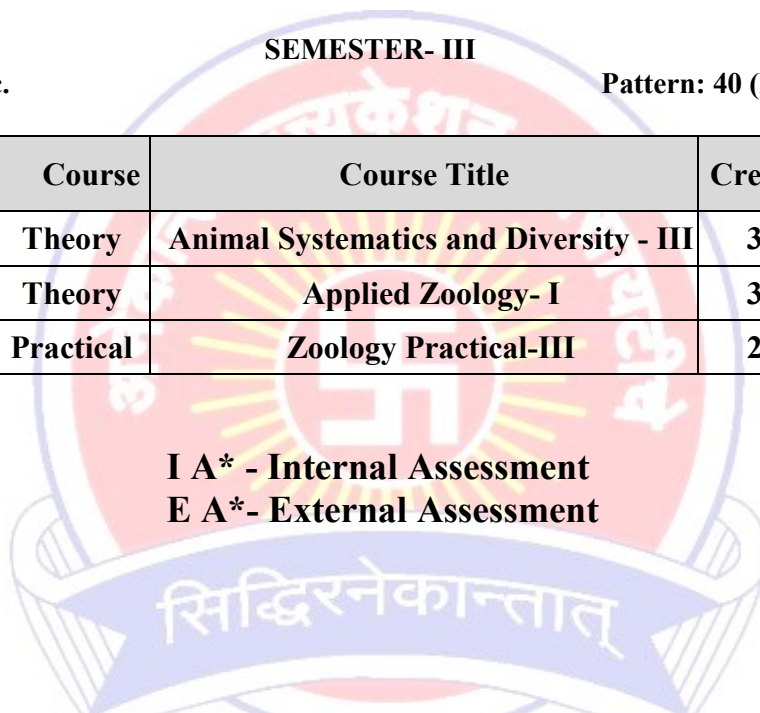 SEMESTER- III
Pattern: 40 (
Course Course Title Cre
Theory Animal Systematics and Diversity - III 3
Theory Applied Zoology- I 3
Practical Zoology Practical-III 2
I A* - Internal Assessment
E A*- External Assessment
सिद्धिरनेकान्तात्